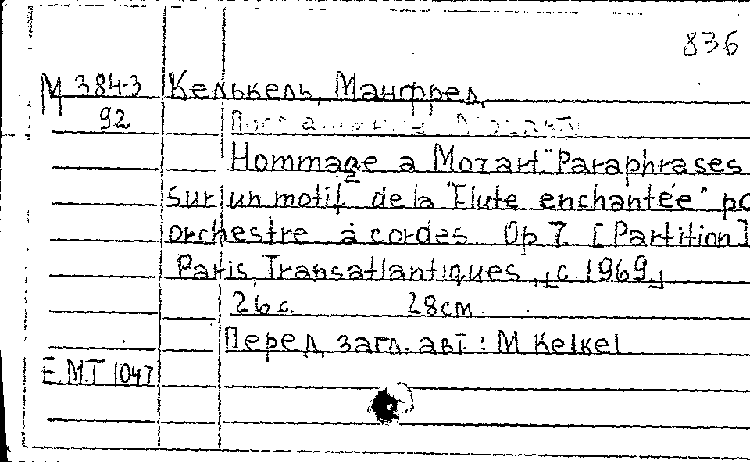 836
М 384-3 Келькель, Манфред.
92
Hommage a Mozart. Paraphrases
sur un motif de la "Flute enchantée" po
orchestre à cordes. Op 7. [Partition]
Paris, Transatlantiques, [c 1969]
26 с. 28 см.
Перед загл. авт.: M Kelkel
E.M.T 1047